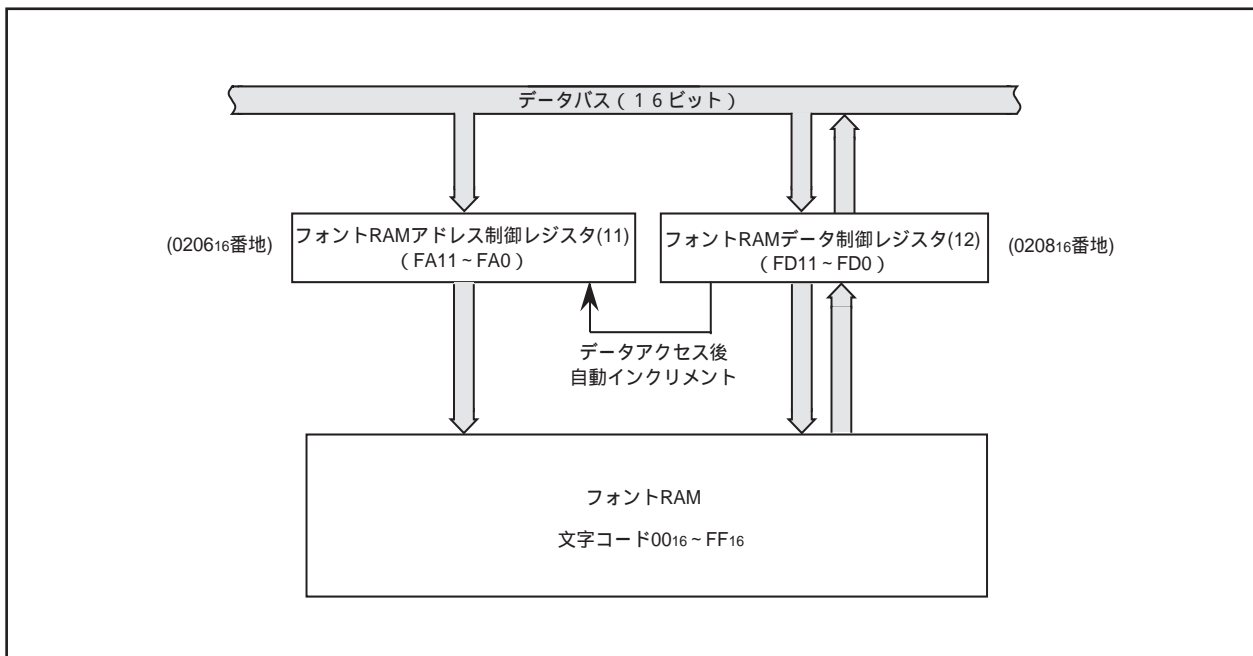 データバス（１６ビット）
(020616番地)
フォントRAMアドレス制御レジスタ(11)
（FA11～FA0）
フォントRAMデータ制御レジスタ(12)
（FD11～FD0）
(020816番地)
データアクセス後
自動インクリメント
フォントRAM
文字コード0016～FF16